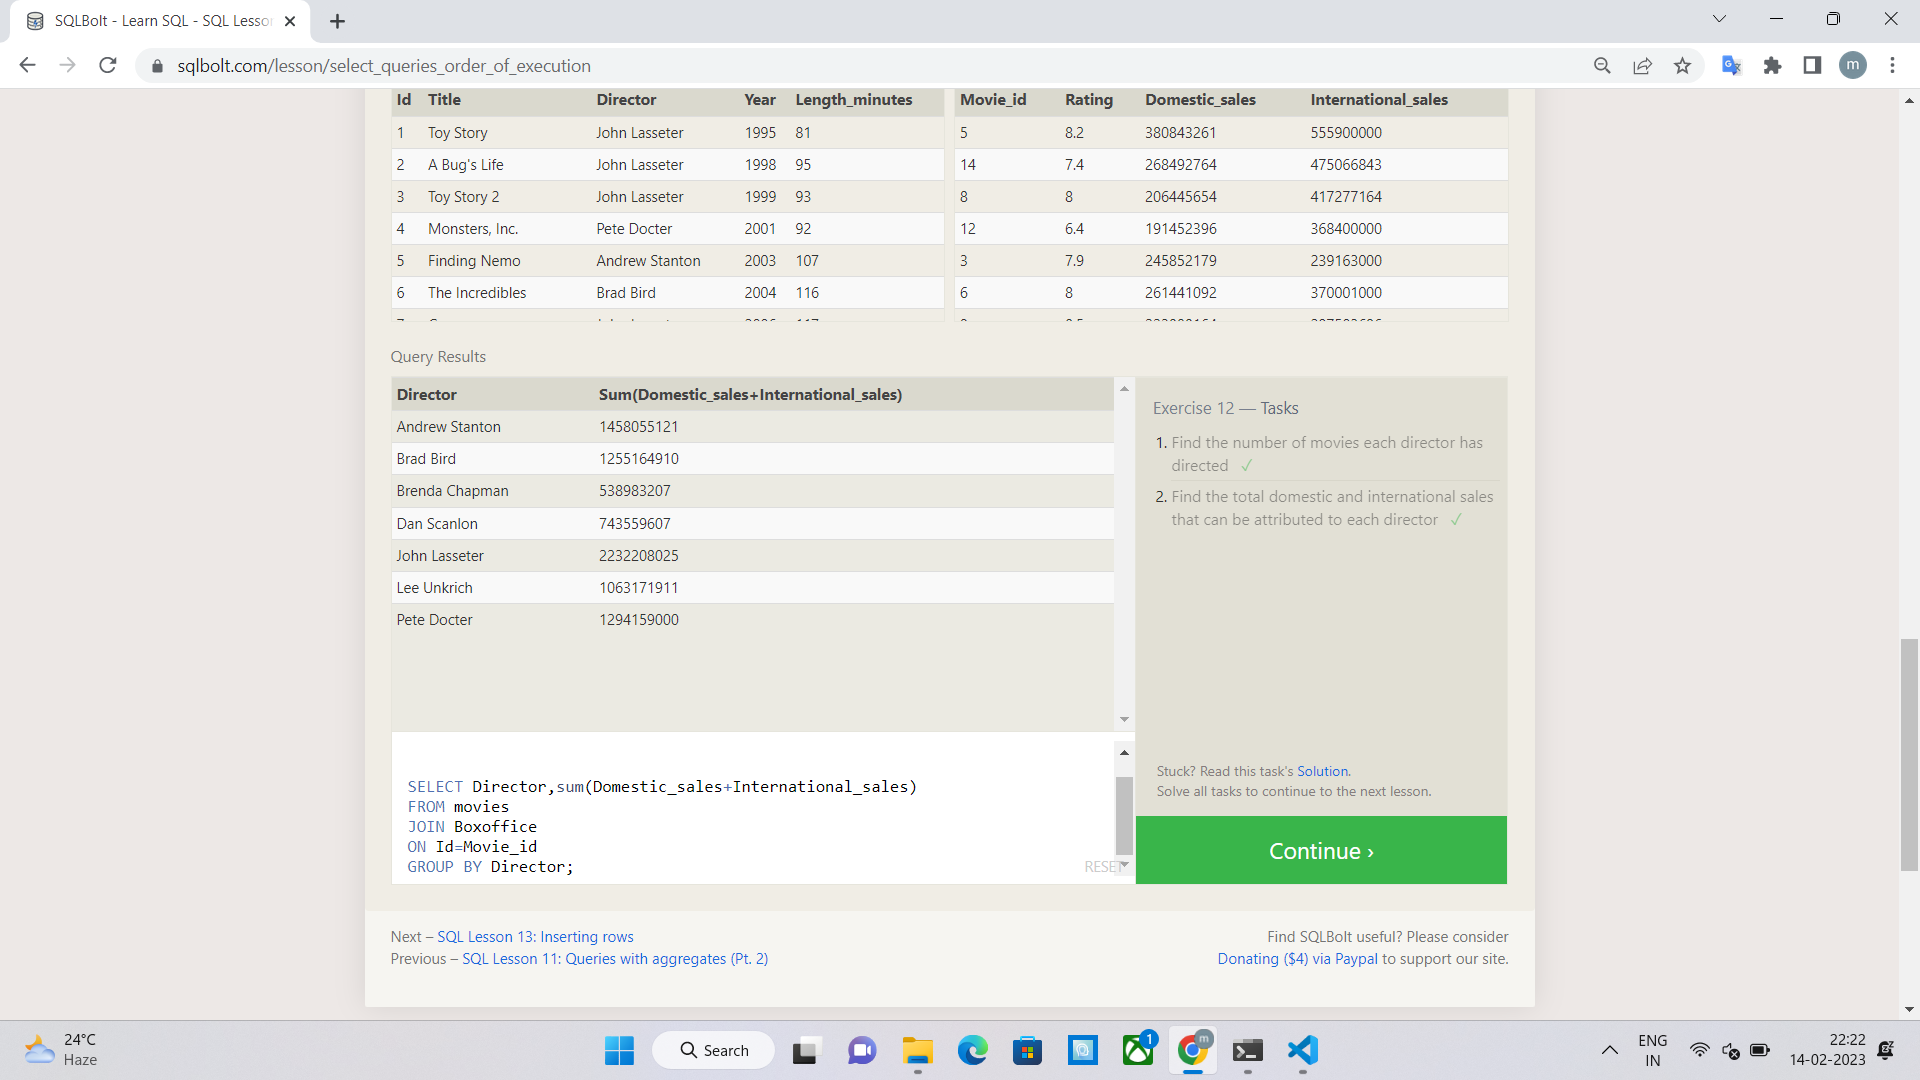 SQLBolt - Learn SQL - SQL Lesso
sqlbolt.com/lesson/select_queries_order_of_execution
m
Id Title Director Year Length_minutes
1 Toy Story John Lasseter 1995 81
2 A Bug's Life John Lasseter 1998 95
3 Toy Story 2 John Lasseter 1999 93
4 Monsters, Inc. Pete Docter 2001 92
5 Finding Nemo Andrew Stanton 2003 107
6 The Incredibles Brad Bird 2004 116
Movie_id Rating Domestic_sales International_sales
5 8.2 380843261 555900000
14 7.4 268492764 475066843
8 8 206445654 417277164
12 6.4 191452396 368400000
3 7.9 245852179 239163000
6 8 261441092 370001000
Query Results
Director Sum(Domestic_sales+International_sales)
Andrew Stanton 1458055121
Brad Bird 1255164910
Brenda Chapman 538983207
Dan Scanlon 743559607
John Lasseter 2232208025
Lee Unkrich 1063171911
Pete Docter 1294159000
Exercise 12 — Tasks
1. Find the number of movies each director has
directed ✓
2. Find the total domestic and international sales
that can be attributed to each director ✓
Stuck? Read this task's Solution.
Solve all tasks to continue to the next lesson.
Continue ›
SELECT Director,sum(Domestic_sales+International_sales)
FROM movies
JOIN Boxoffice
ON Id=Movie_id
GROUP BY Director;
RESET
Next – SQL Lesson 13: Inserting rows
Previous – SQL Lesson 11: Queries with aggregates (Pt. 2)
Find SQLBolt useful? Please consider
Donating ($4) via Paypal to support our site.
24°C
Haze
Search
1
m
ENG
IN
22:22
14-02-2023